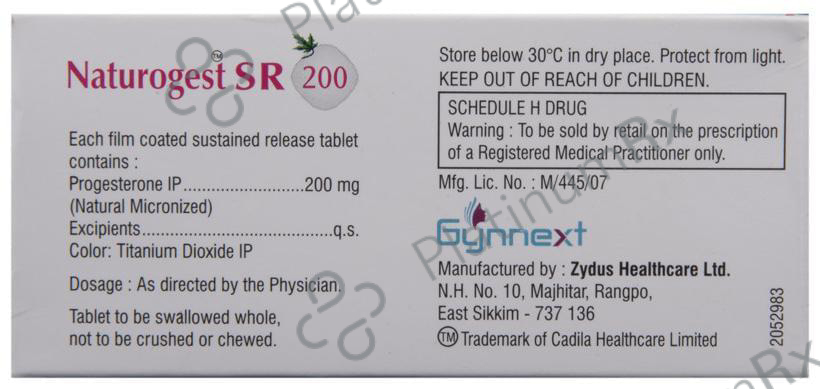 Naturogest™ SR 200
Each film coated sustained release tablet
contains :
Progesterone IP............................200 mg
(Natural Micronized)
Excipients.......................................q.s.
Color: Titanium Dioxide IP
Dosage : As directed by the Physician.
Tablet to be swallowed whole,
not to be crushed or chewed.
Store below 30°C in dry place. Protect from light.
KEEP OUT OF REACH OF CHILDREN.
SCHEDULE H DRUG
Warning : To be sold by retail on the prescription
of a Registered Medical Practitioner only.
Mfg. Lic. No. : M/445/07
Gynnext
Manufactured by : Zydus Healthcare Ltd.
N.H. No. 10, Majhitar, Rangpo,
East Sikkim - 737 136
TM Trademark of Cadila Healthcare Limited
2052983
PlatinumRx